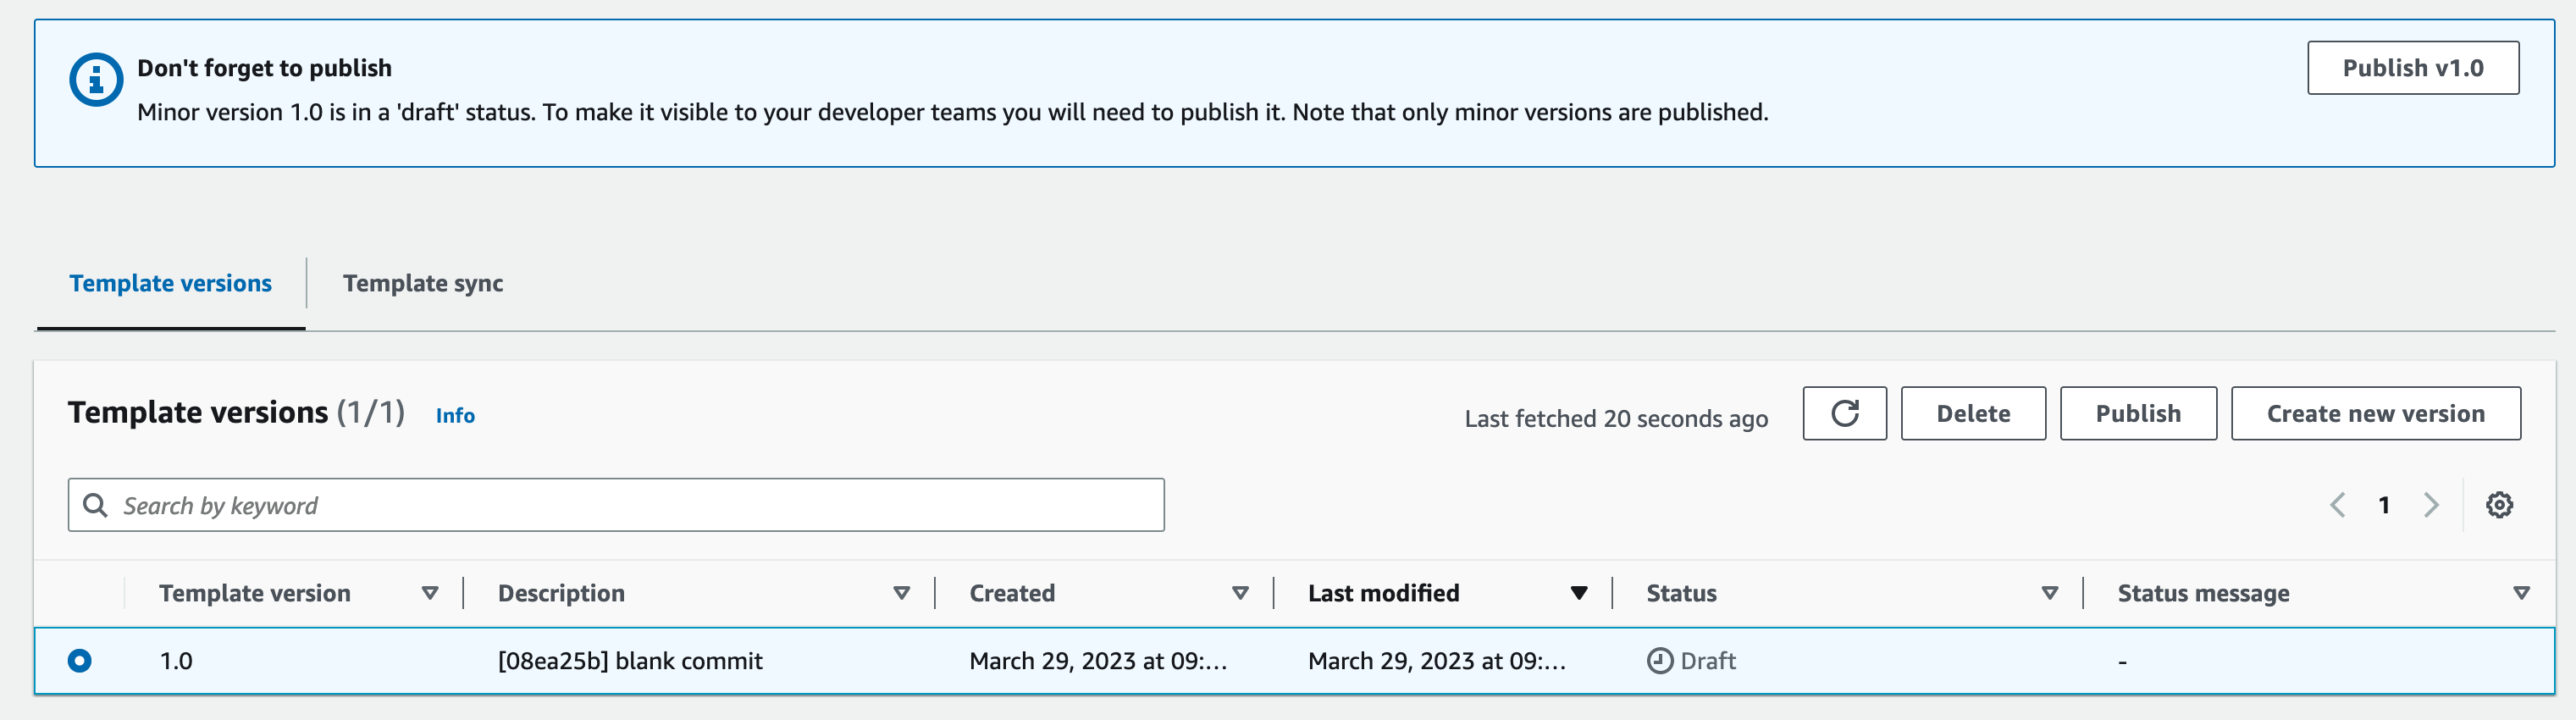 Don't forget to publish
Publish v1.0
Minor version 1.0 is in a 'draft' status. To make it visible to your developer teams you will need to publish it. Note that only minor versions are published.
Template versions
Template sync
Template versions (1/1) Info
Last fetched 20 seconds ago
Delete
Publish
Create new version
Search by keyword
1
Template version
Description
Created
Last modified
Status
Status message
1.0
[08ea25b] blank commit
March 29, 2023 at 09:...
March 29, 2023 at 09:...
Draft
-